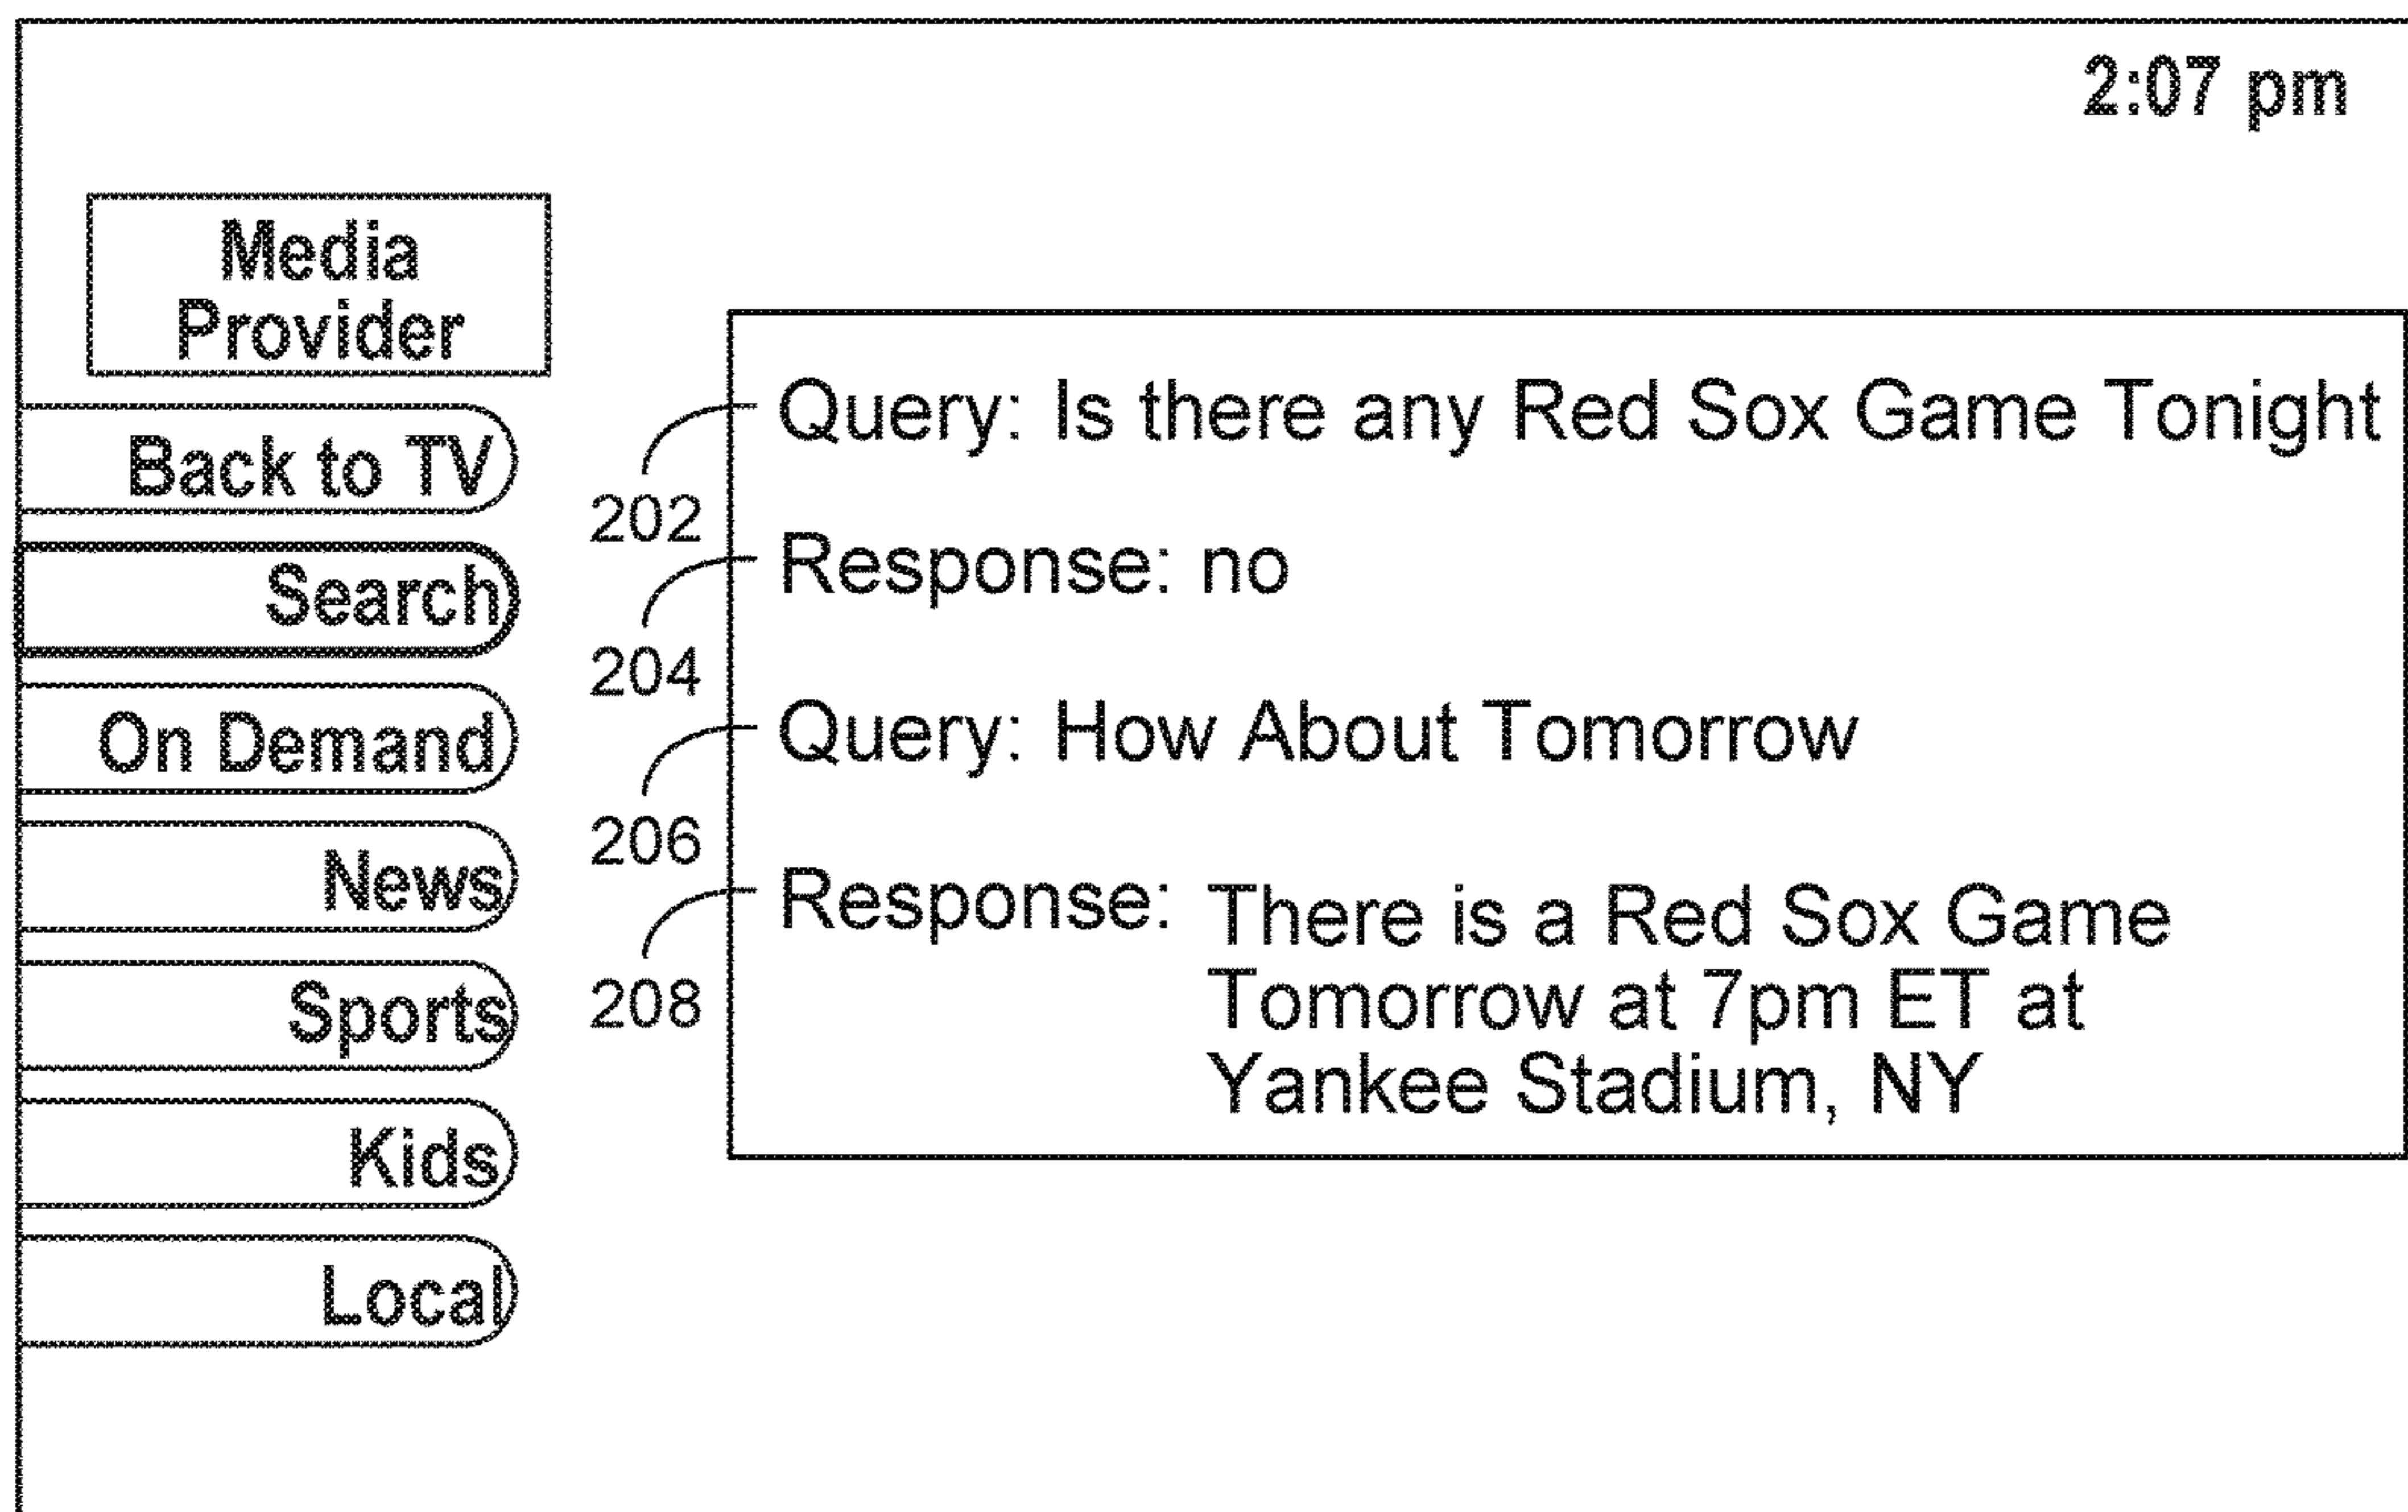 2:07 pm
Media
Provider
Back to TV
Search
On Demand
News
Sports
Kids
Local
Query: Is there any Red Sox Game Tonight
202
Response: no
204
Query: How About Tomorrow
206
Response: There is a Red Sox Game
Tomorrow at 7pm ET at
Yankee Stadium, NY
208